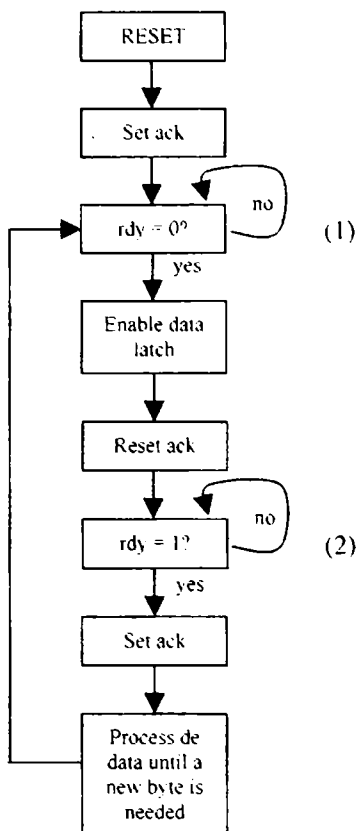 RESET
Set ack
rdy = 0?
no
(1)
yes
Enable data
latch
Reset ack
rdy = 1?
no
(2)
yes
Set ack
Process de
data until a
new byte is
needed